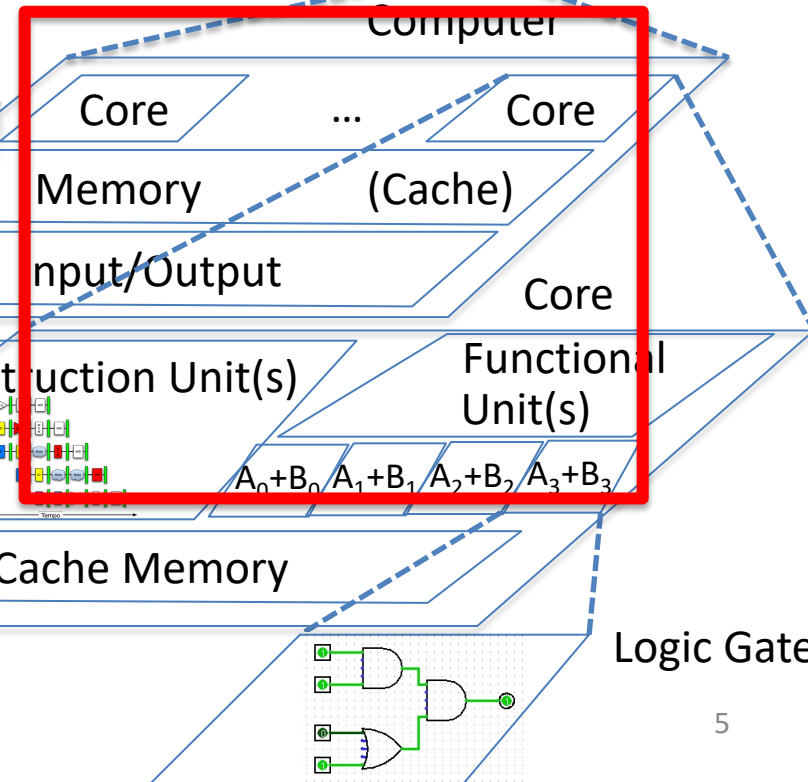 Computer
Core … Core
Memory (Cache)
nput/Output
Core
truction Unit(s)
Functional
Unit(s)
A₀+B₀ A₁+B₁ A₂+B₂ A₃+B₃
Tempo
Cache Memory
Logic Gate
5